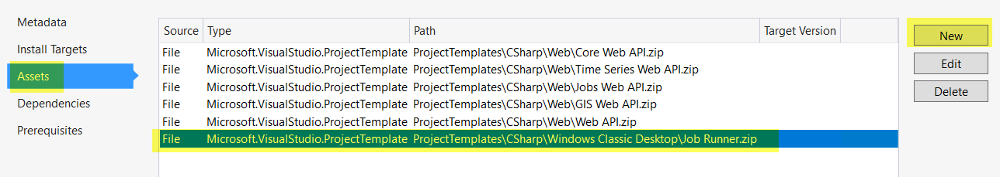 Metadata
Install Targets
Assets
Dependencies
Prerequisites
Source Type Path Target Version
File Microsoft.VisualStudio.ProjectTemplate ProjectTemplates\CSharp\Web\Core Web API.zip
File Microsoft.VisualStudio.ProjectTemplate ProjectTemplates\CSharp\Web\Time Series Web API.zip
File Microsoft.VisualStudio.ProjectTemplate ProjectTemplates\CSharp\Web\Jobs Web API.zip
File Microsoft.VisualStudio.ProjectTemplate ProjectTemplates\CSharp\Web\GIS Web API.zip
File Microsoft.VisualStudio.ProjectTemplate ProjectTemplates\CSharp\Web\Web API.zip
File Microsoft.VisualStudio.ProjectTemplate ProjectTemplates\CSharp\Windows Classic Desktop\Job Runner.zip
New
Edit
Delete